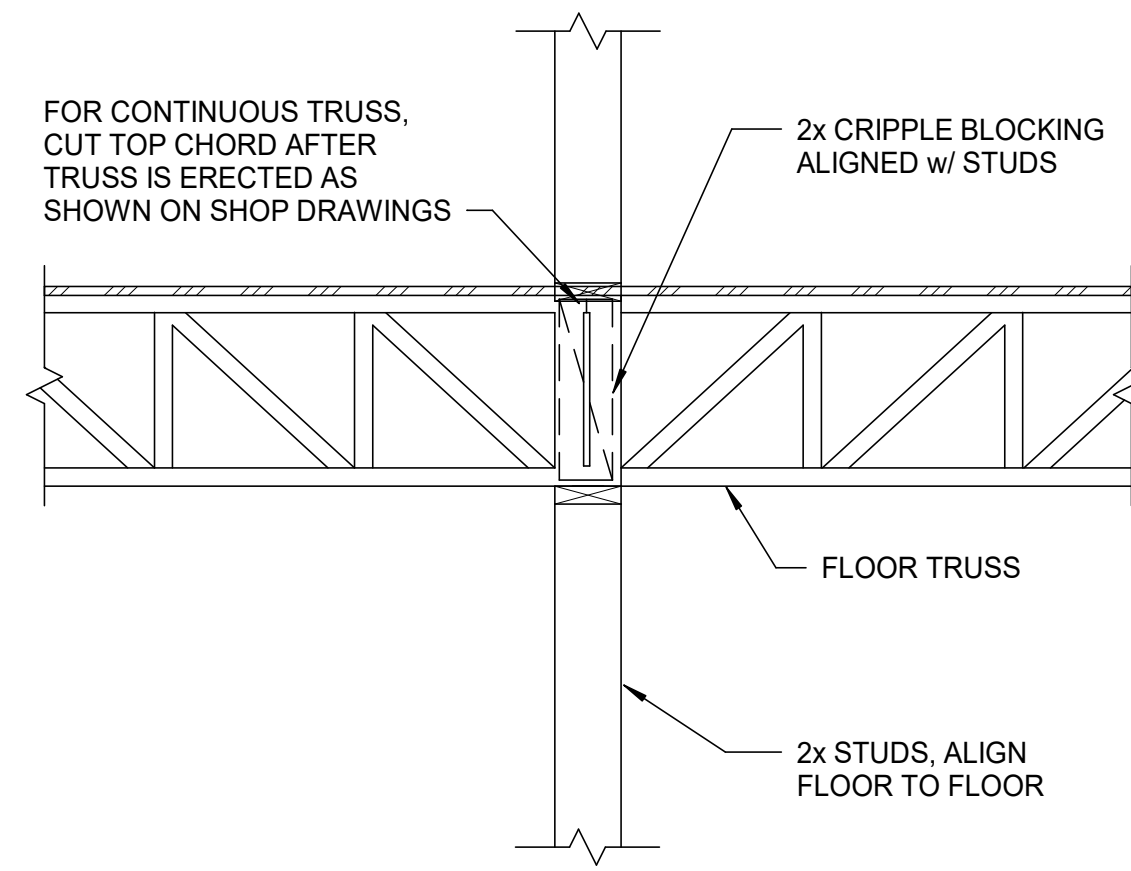 FOR CONTINUOUS TRUSS,
CUT TOP CHORD AFTER
TRUSS IS ERECTED AS
SHOWN ON SHOP DRAWINGS
2x CRIPPLE BLOCKING
ALIGNED w/ STUDS
FLOOR TRUSS
2x STUDS, ALIGN
FLOOR TO FLOOR